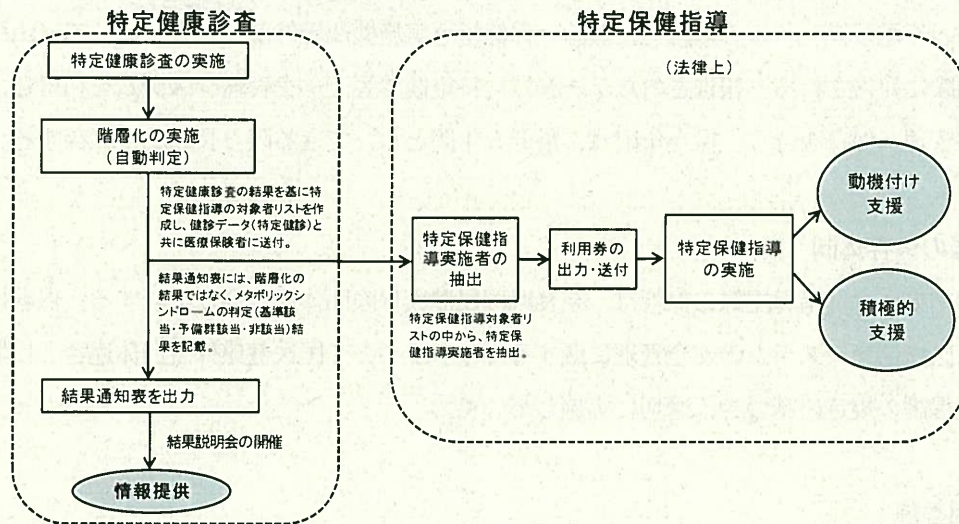 特定健康診査
特定健康診査の実施
階層化の実施
(自動判定)
特定健康診査の結果を基に特
定保健指導の対象者リストを作
成し、健診データ(特定健診)と
共に医療保険者に送付。
結果通知表には、階層化の
結果ではなく、メタボリックシ
ンドロームの判定(基準該
当・予備群該当・非該当)結
果を記載。
結果通知表を出力
結果説明会の開催
情報提供
特定保健指導
(法律上)
特定保健指
導実施者の
抽出
特定保健指導対象者リ
ストの中から、特定保
健指導実施者を抽出。
利用券の
出力・送付
特定保健指導
の実施
動機付け
支援
積極的
支援